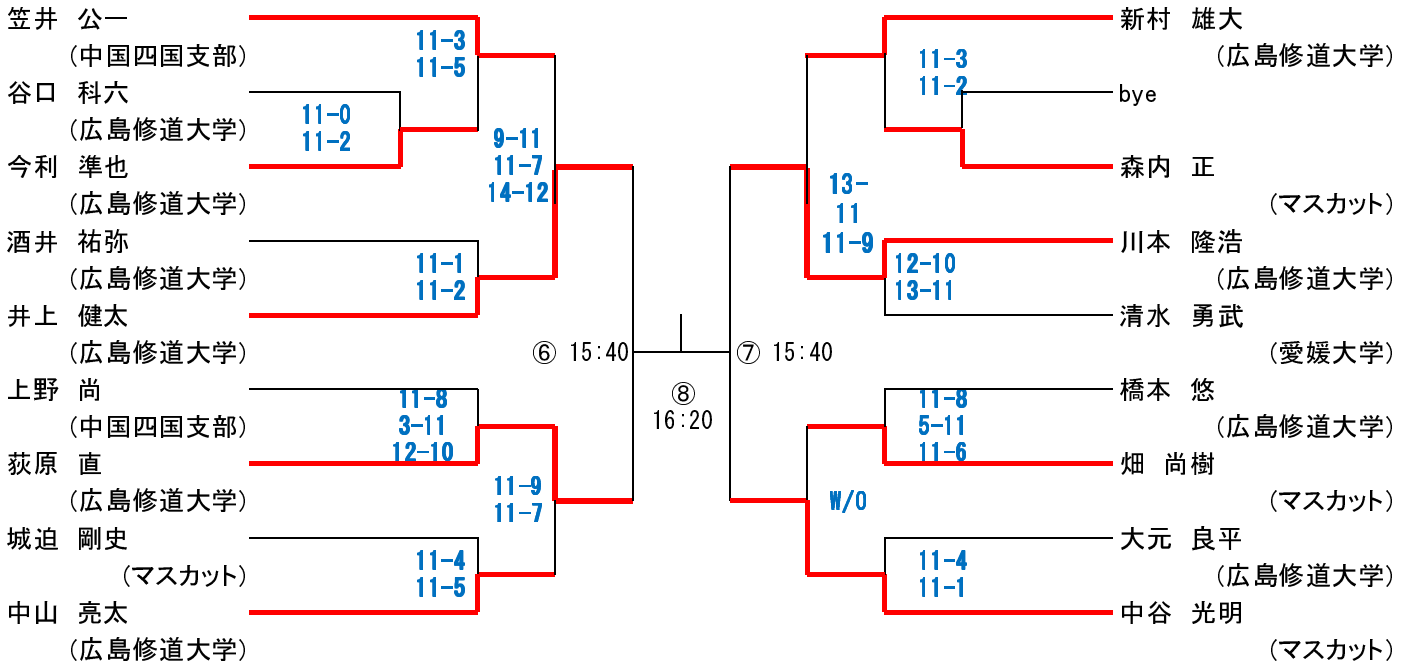 笠井 公一
(中国四国支部)
谷口 科六
(広島修道大学)
今利 準也
(広島修道大学)
酒井 祐弥
(広島修道大学)
井上 健太
(広島修道大学)
上野 尚
(中国四国支部)
荻原 直
(広島修道大学)
城迫 剛史
(マスカット)
中山 亮太
(広島修道大学)
11-3
11-5
11-0
11-2
9-11
11-7
14-12
11-1
11-2
11-8
3-11
12-10
11-9
11-7
11-4
11-5
⑥ 15:40
⑧
16:20
⑦ 15:40
11-3
11-2
13-
11
11-9
12-10
13-11
11-8
5-11
11-6
W/O
11-4
11-1
新村 雄大
(広島修道大学)
bye
森内 正
(マスカット)
川本 隆浩
(広島修道大学)
清水 勇武
(愛媛大学)
橋本 悠
(広島修道大学)
畑 尚樹
(マスカット)
大元 良平
(広島修道大学)
中谷 光明
(マスカット)